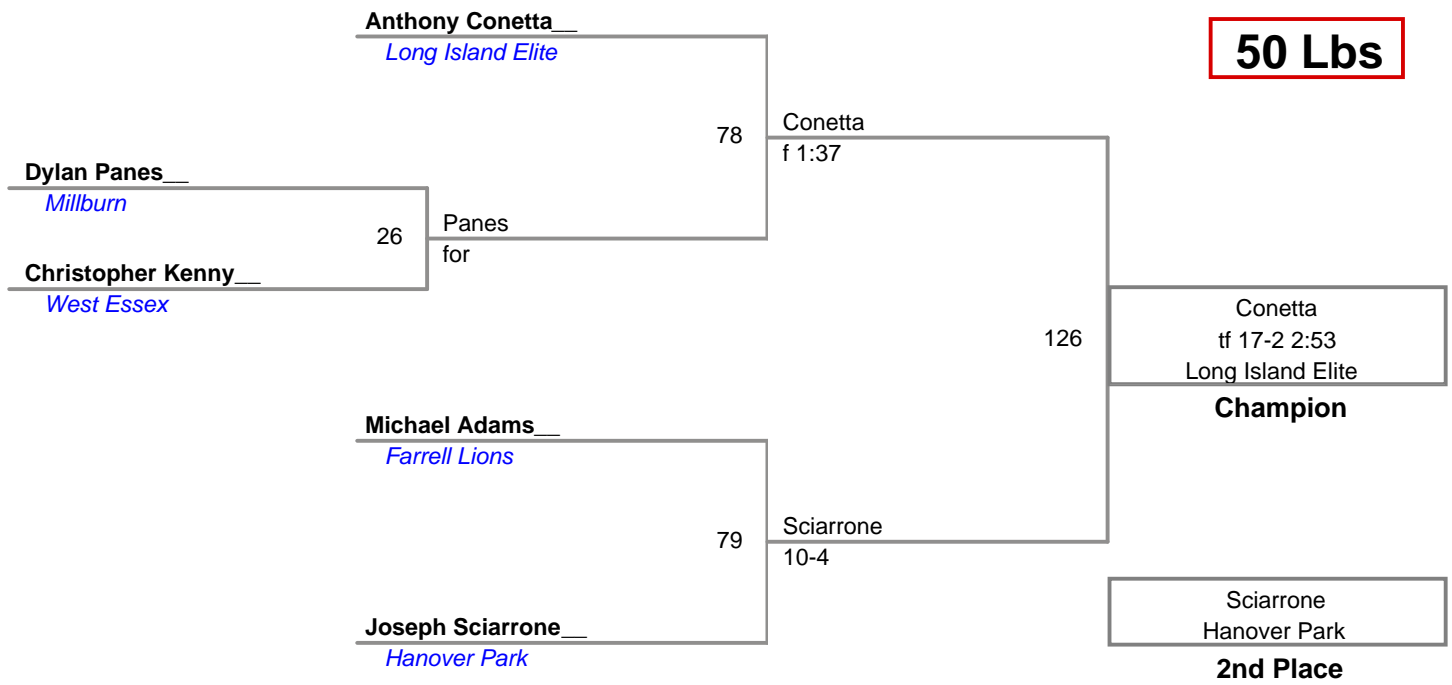 Anthony Conetta__
Long Island Elite
50 Lbs
78
Conetta
f 1:37
Dylan Panes__
Millburn
26
Panes
for
Christopher Kenny__
West Essex
126
Conetta
tf 17-2 2:53
Long Island Elite
Champion
Michael Adams__
Farrell Lions
79
Sciarrone
10-4
Joseph Sciarrone__
Hanover Park
Sciarrone
Hanover Park
2nd Place